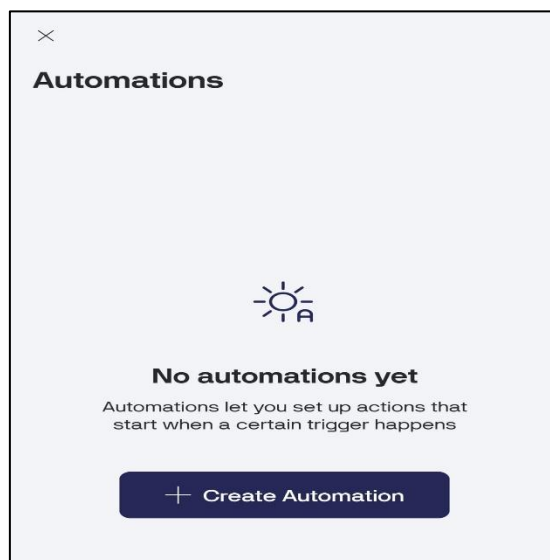 Automations
A
No automations yet
Automations let you set up actions that
start when a certain trigger happens
Create Automation